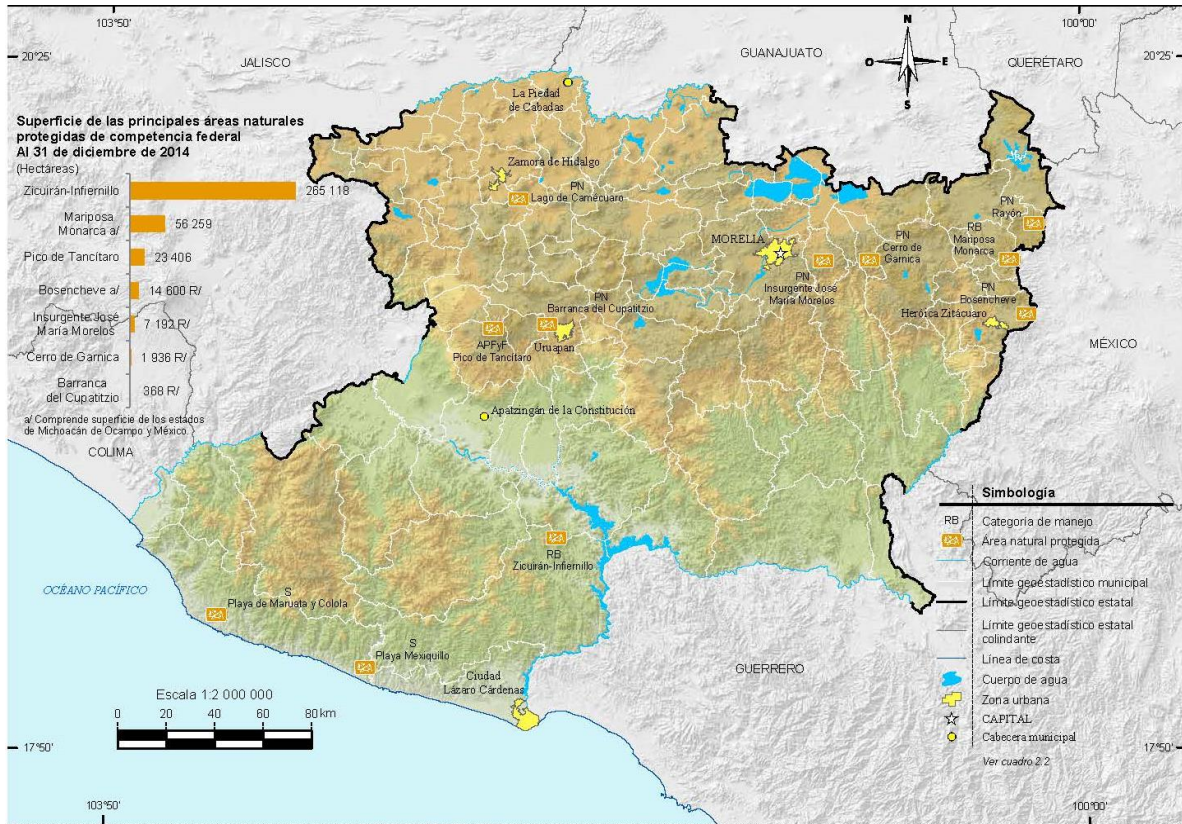 103°50'
100°00'
20°25'
20°25'
N
O E
S
JALISCO
GUANAJUATO
QUERÉTARO
La Piedad
de Cabadas
Superficie de las principales áreas naturales
protegidas de competencia federal
Al 31 de diciembre de 2014
(Hectáreas)
Zicuirán-Infiernillo 265 118
Mariposa
Monarca a/ 56 259
Pico de Tancítaro 23 406
Bosencheve a/ 14 600 R/
Insurgente José
María Morelos 7 192 R/
Cerro de Garnica 1 936 R/
Barranca
del Cupatitzio 368 R/
a/ Comprende superficie de los estados
de Michoacán de Ocampo y México.
COLIMA
Zamora de Hidalgo
PN
Lago de Camécuaro
MORELIA
PN
Insurgente José
María Morelos
PN
Cerro de
Garnica
PN
Rayón
RB
Mariposa
Monarca
PN
Bosencheve
Heróica Zitácuaro
PN
Barranca del Cupatitzio
APFyF
Pico de Tancítaro
Uruapan
MÉXICO
Apatzingán de la Constitución
RB
Zicuirán-Infiernillo
OCÉANO PACÍFICO
S
Playa de Maruata y Colola
S
Playa Mexiquillo
Ciudad
Lázaro Cárdenas
GUERRERO
Escala 1:2 000 000
0 20 40 60 80 km
Simbología
RB Categoría de manejo
Área natural protegida
Corriente de agua
Límite geoestadístico municipal
Límite geoestadístico estatal
Límite geoestadístico estatal
colindante
Línea de costa
Cuerpo de agua
Zona urbana
CAPITAL
Cabecera municipal
Ver cuadro 2.2
17°50'
17°50'
103°50'
100°00'